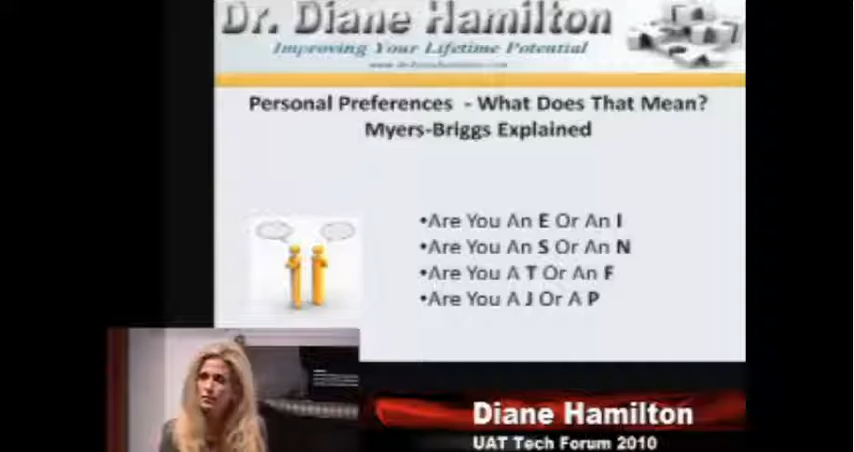 Dr. Diane Hamilton
Improving Your Lifetime Potential
Personal Preferences - What Does That Mean?
Myers-Briggs Explained
•Are You An E Or An I
•Are You An S Or An N
•Are You A T Or An F
•Are You A J Or A P
Diane Hamilton
UAT Tech Forum 2010